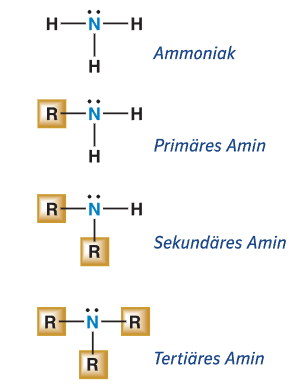 H N H
H
Ammoniak
R N H
H
Primäres Amin
R N H
R
Sekundäres Amin
R N R
R
Tertiäres Amin